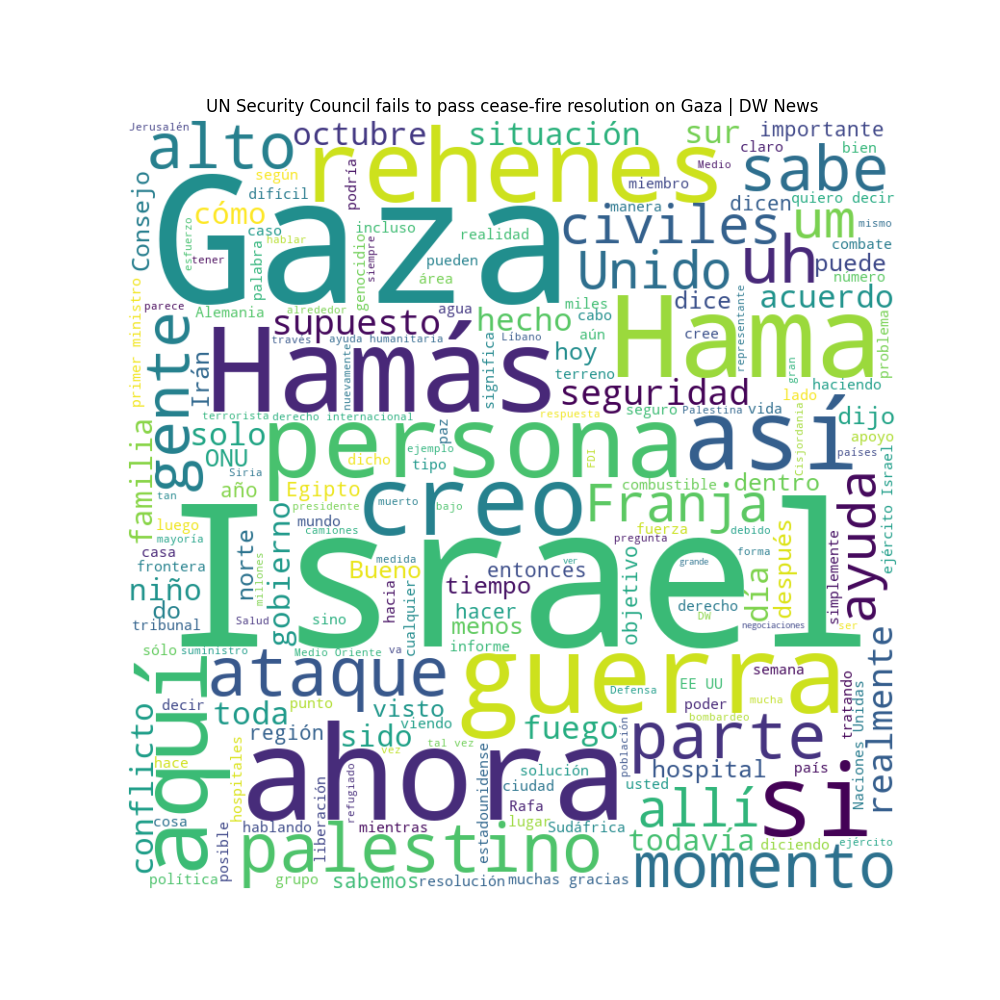 UN Security Council fails to pass cease-fire resolution on Gaza | DW News
Jerusalén
alto
octubre
situación
sur
importante
claro
bien
rehenes
Medio
sabe
según
difícil
podría
miembro
quiero decir
Consejo
cómo
Gaza
manera
dicen
um
mismo
civiles
caso
incluso
realidad
esfuerzo
hablar
tener
palabra
genocidio
siempre
pueden
área
Unido
uh
combate
puede
número
primer ministro
parece
Alemania
alrededor
agua
miles
dice
acuerdo
supuesto
hecho
cabo
Hama
representante
problema
gente
Irán
Hamás
través
ayuda humanitaria
nuevamente
Líbano
significa
aún
cree
hoy
terreno
gran
haciendo
seguridad
lado
terrorista
derecho internacional
respuesta
seguro
Palestina
vida
dijo
solo
persona
paz
así
Cisjordania
apoyo
ONU
ejemplo
países
familia
Siria
dicho
tipo
FDI
combustible
dentro
ejército Israel
tan
año
Egipto
creo
Franja
presidente
muerto
bajo
luego
mundo
fuerza
debido
después
ayuda
mayoría
camiones
pregunta
casa
norte
gobierno
Israel
medida
ver
forma
simplemente
frontera
Bueno
entonces
grande
niño
millones
hacia
tiempo
objetivo
derecho
día
do
hacer
DW
tribunal
Salud
sino
cualquier
menos
negociaciones
ser
sólo
suministro
Medio Oriente
va
informe
aquí
ataque
guerra
semana
realmente
Defensa
EE UU
tratando
decir
toda
punto
visto
poder
mucha
bombardeo
Naciones Unidas
conflicto
región
sido
viendo
fuego
población
parte
hace
hospitales
ahora
tal vez
vez
solución
hospital
país
si
estadounidense
ciudad
usted
cosa
liberación
refugiado
Rafa
allí
posible
hablando
mientras
lugar
Sudáfrica
todavía
diciendo
ejército
palestino
política
grupo
sabemos
resolución
muchas gracias
momento